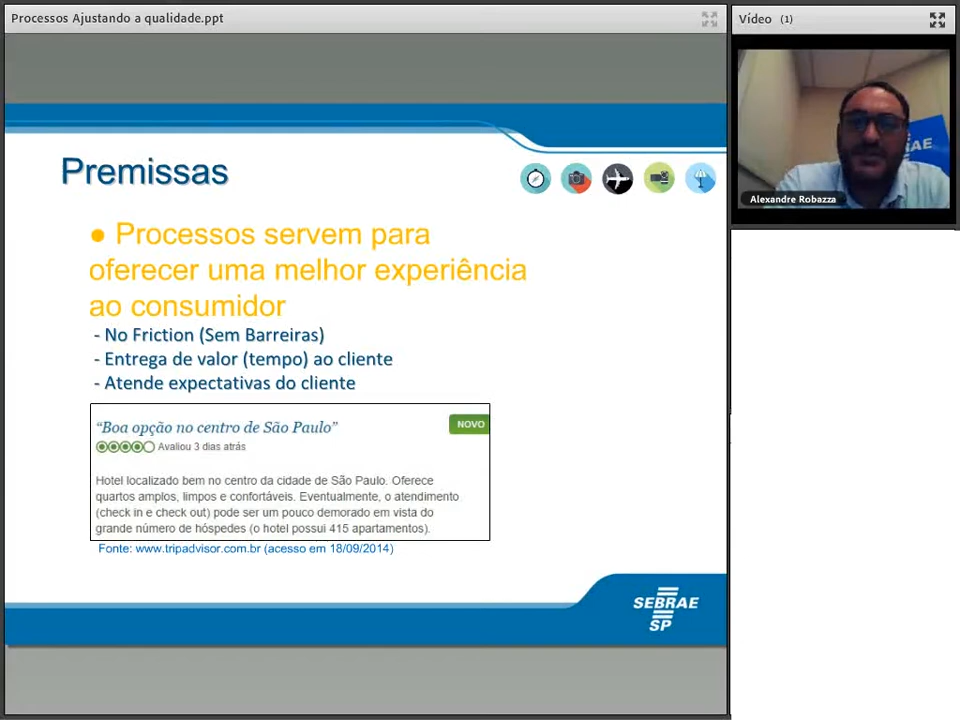 Processos Ajustando a qualidade.ppt
Vídeo (1)
Alexandre Robazza
AE
Premissas
● Processos servem para
oferecer uma melhor experiência
ao consumidor
- No Friction (Sem Barreiras)
- Entrega de valor (tempo) ao cliente
- Atende expectativas do cliente
“Boa opção no centro de São Paulo”
NOVO
Avaliou 3 dias atrás
Hotel localizado bem no centro da cidade de São Paulo. Oferece
quartos amplos, limpos e confortáveis. Eventualmente, o atendimento
(check in e check out) pode ser um pouco demorado em vista do
grande número de hóspedes (o hotel possui 415 apartamentos).
Fonte: www.tripadvisor.com.br (acesso em 18/09/2014)
SEBRAE
SP